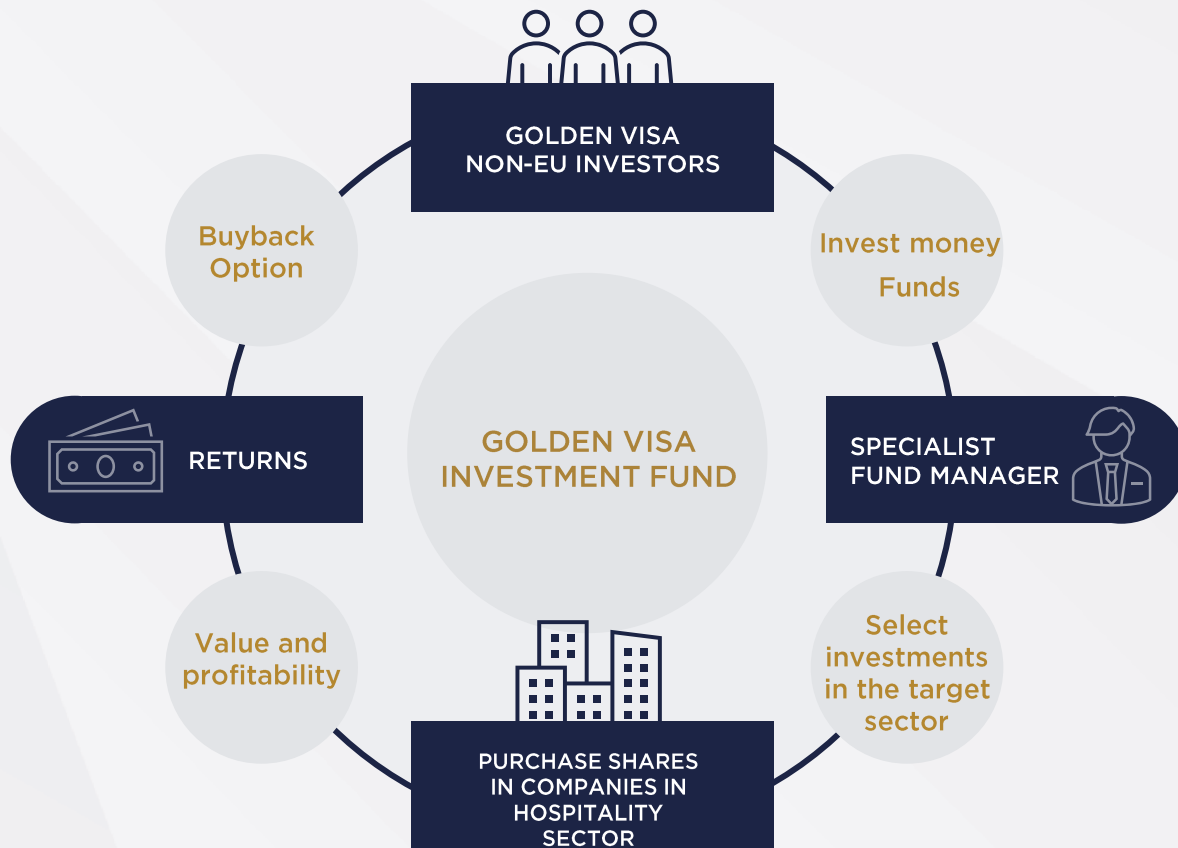 GOLDEN VISA
NON-EU INVESTORS
Buyback
Option
Invest money
Funds
GOLDEN VISA
INVESTMENT FUND
RETURNS
SPECIALIST
FUND MANAGER
Value and
profitability
Select
investments
in the target
sector
PURCHASE SHARES
IN COMPANIES IN
HOSPITALITY
SECTOR